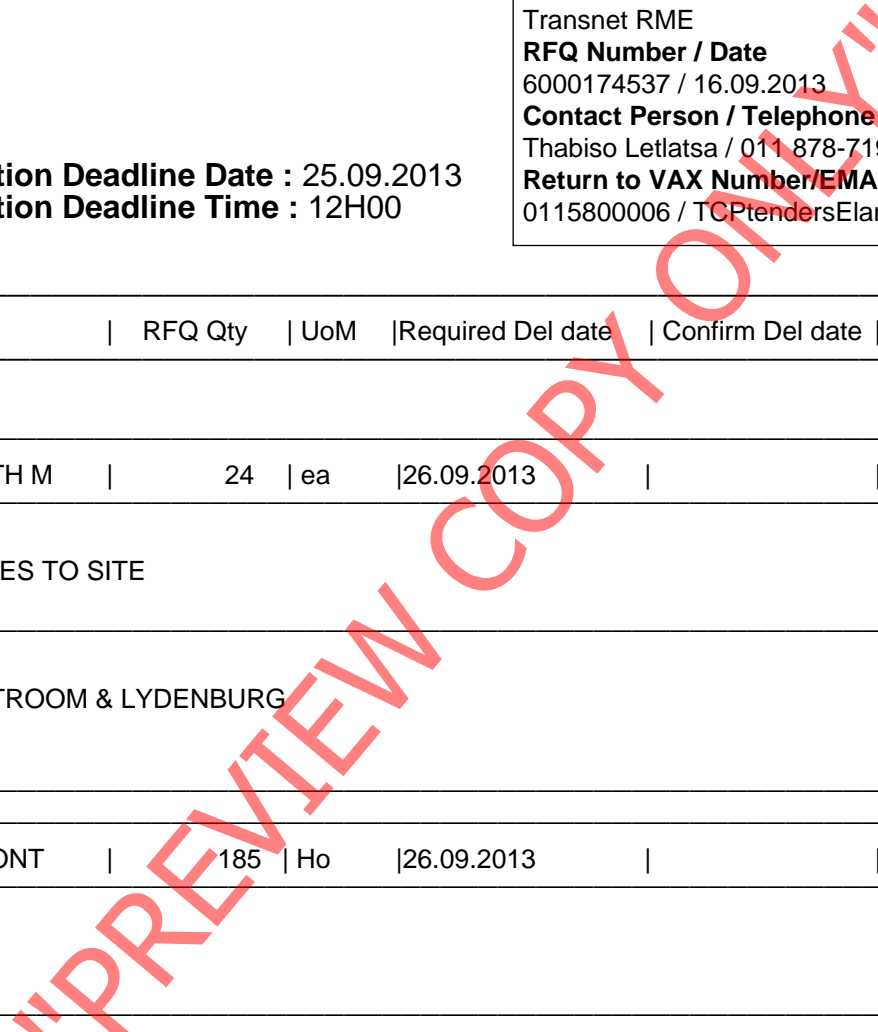 Transnet RME
RFQ Number / Date
6000174537 / 16.09.2013
Contact Person / Telephone
Thabiso Letlatsa / 011 878-719
tion Deadline Date : 25.09.2013
Return to VAX Number/EMA
tion Deadline Time : 12H00
0115800006 / TCPtendersElan
| RFQ Qty | UoM |Required Del date | Confirm Del date |
TH M | 24 | ea |26.09.2013 | |
ES TO SITE
TROOM & LYDENBURG
ONT | 185 | Ho |26.09.2013 | |
"PREVIEW COPY ONLY"